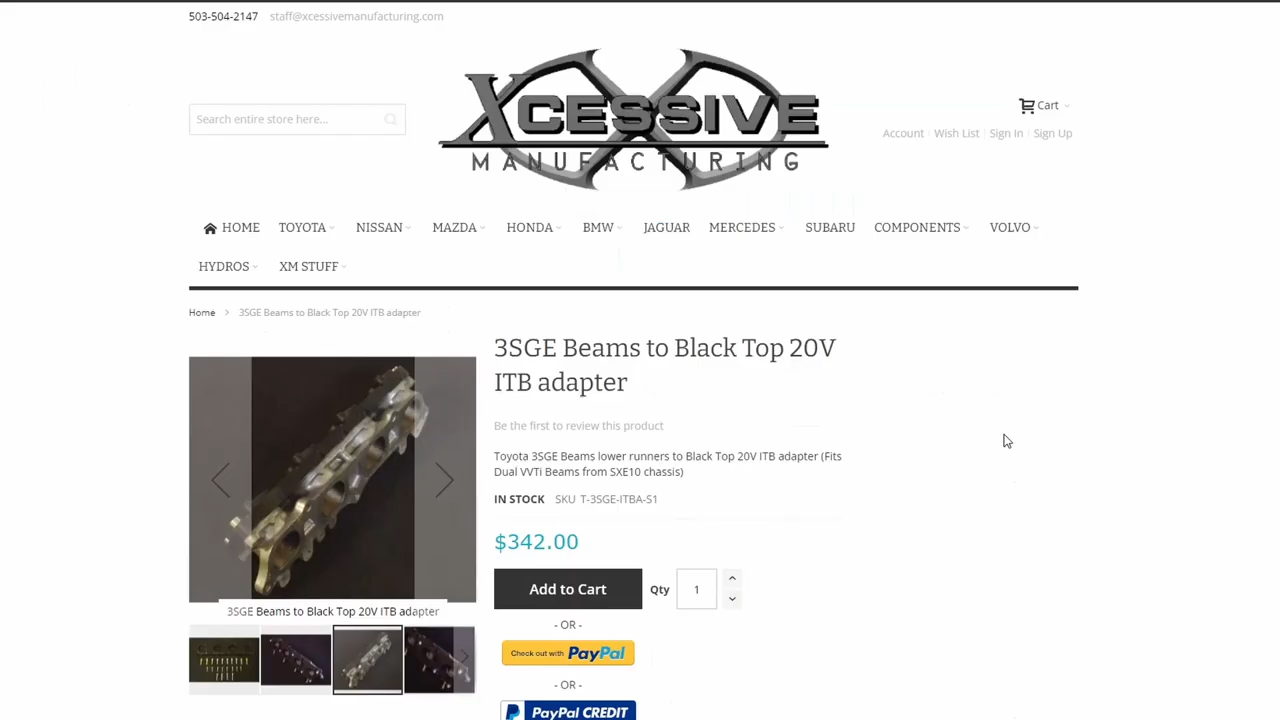 503-504-2147 staff@xcessivemanufacturing.com
XCESSIVE
MANUFACTURING
Search entire store here...
Cart
Account Wish List Sign In Sign Up
HOME TOYOTA NISSAN MAZDA HONDA BMW JAGUAR MERCEDES SUBARU COMPONENTS VOLVO
HYDROS XM STUFF
Home > 3SGE Beams to Black Top 20V ITB adapter
3SGE Beams to Black Top 20V
ITB adapter
Be the first to review this product
Toyota 3SGE Beams lower runners to Black Top 20V ITB adapter (Fits
Dual VVTi Beams from SXE10 chassis)
IN STOCK SKU T-3SGE-ITBA-S1
$342.00
Add to Cart Qty 1
- OR -
Check out with PayPal
- OR -
PayPal CREDIT
3SGE Beams to Black Top 20V ITB adapter